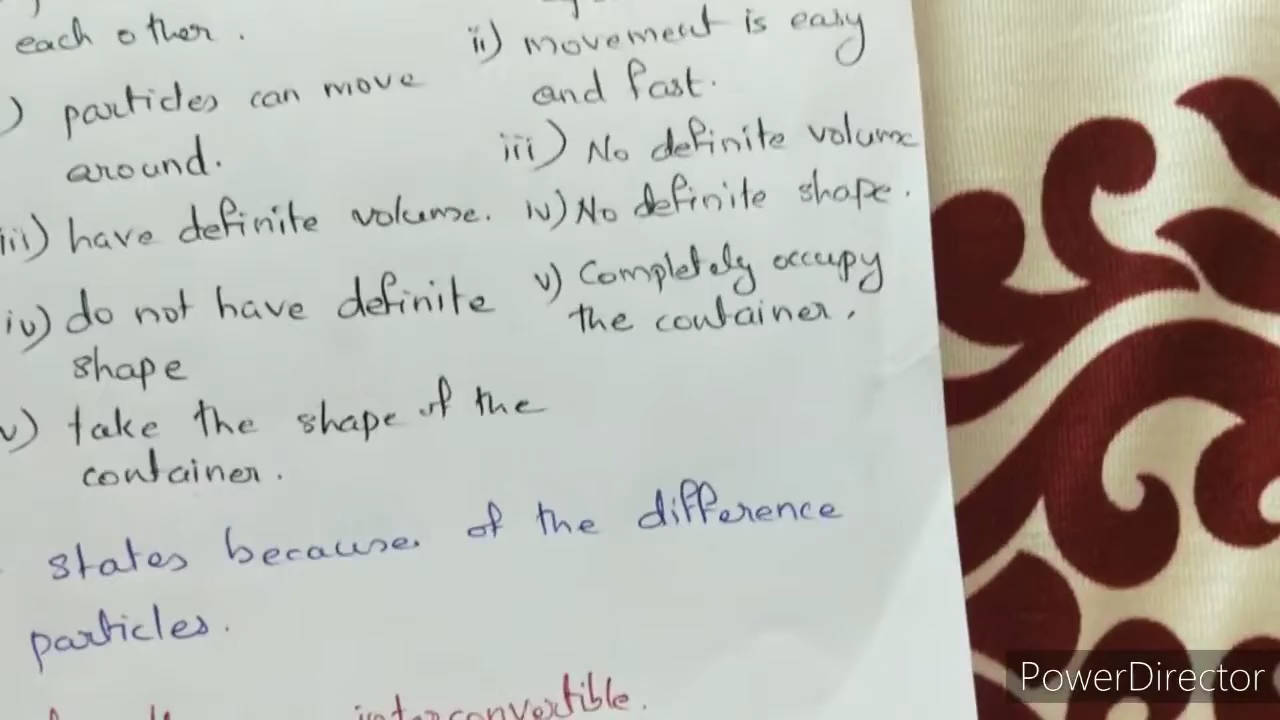 each other.
) particles can move
around.
iii) have definite volume.
iv) do not have definite
shape
v) take the shape of the
container.
ii) movement is easy
and fast.
iii) No definite volume
iv) No definite shape.
v) Completely occupy
the container.
states because of the difference
particles.
interconvertible.
PowerDirector